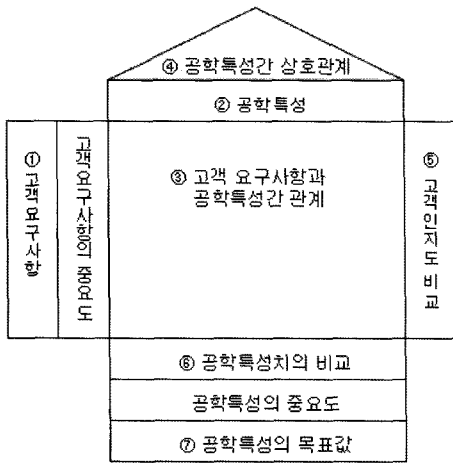 ④ 공학특성간 상호관계
② 공학특성
① 고객요구사항
고객요구사항의 중요도
③ 고객 요구사항과
공학특성간 관계
⑤ 고객인지도 비교
⑥ 공학특성치의 비교
공학특성의 중요도
⑦ 공학특성의 목표값